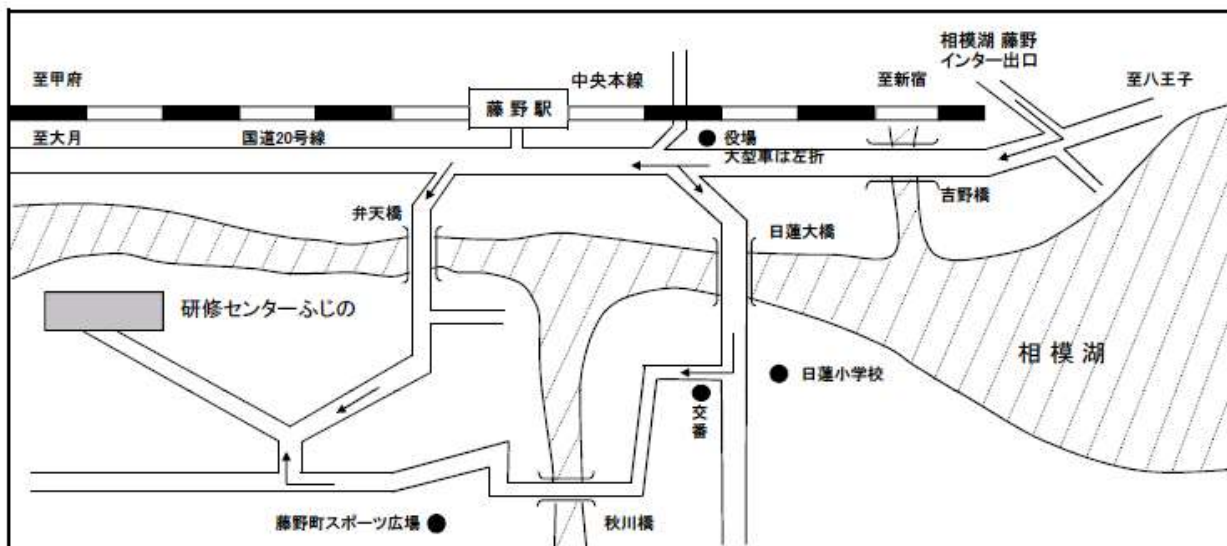 相模湖 藤野
インター出口
至甲府
中央本線
至新宿
至八王子
藤野駅
至大月
国道20号線
役場
大型車は左折
吉野橋
弁天橋
日蓮大橋
研修センターふじの
相模湖
日蓮小学校
交番
藤野町スポーツ広場
秋川橋